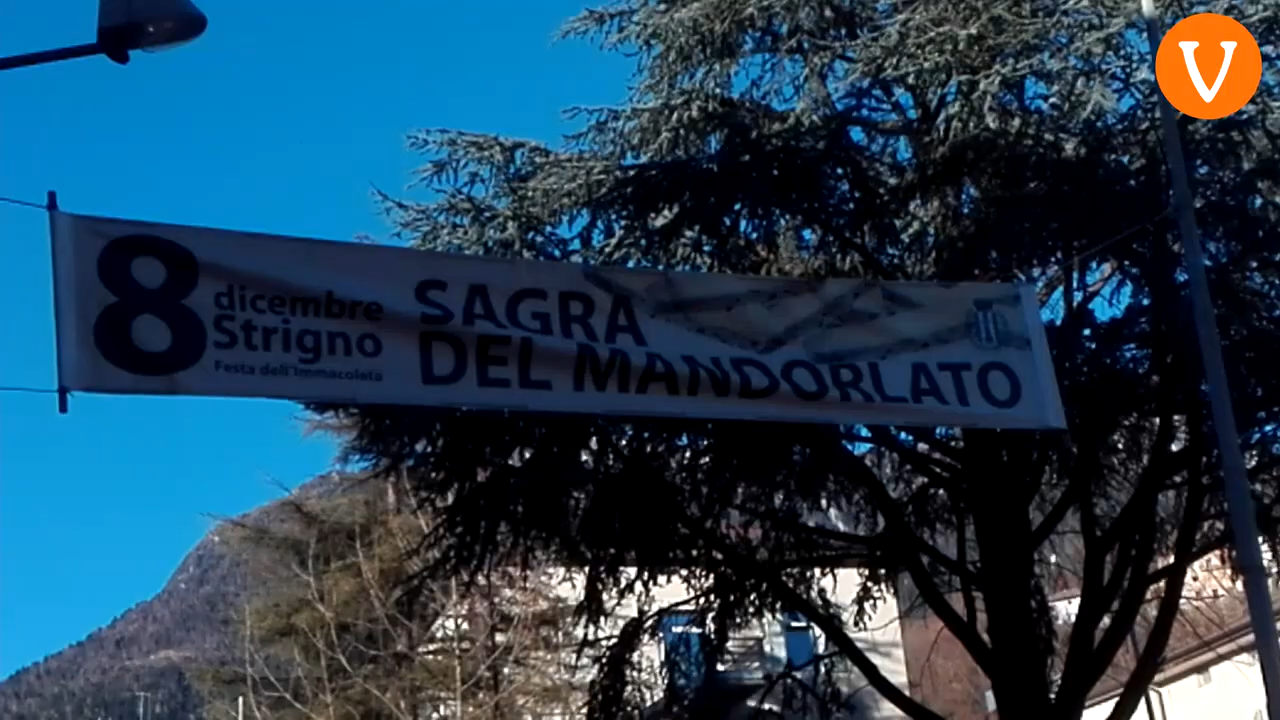 8
dicembre
Strigno
Festa dell'Immacolata
SAGRA
DEL MANDORLATO
V